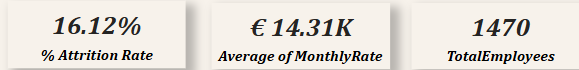 16.12%
% Attrition Rate
€ 14.31K
Average of MonthlyRate
1470
TotalEmployees